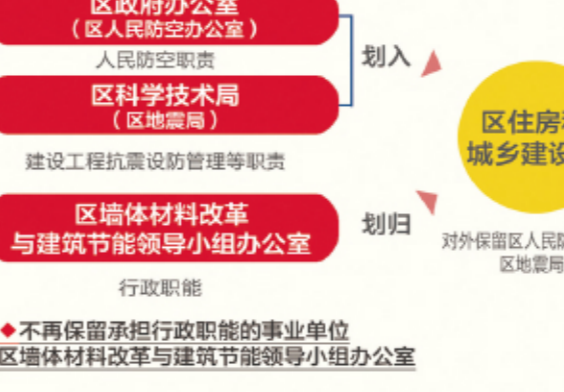 区政府办公室
（区人民防空办公室）
人民防空职责
划入
区科学技术局
（区地震局）
建设工程抗震设防管理等职责
区住房
城乡建设
区墙体材料改革
与建筑节能领导小组办公室
划归
行政职能
对外保留区人民防
区地震局
◆不再保留承担行政职能的事业单位
区墙体材料改革与建筑节能领导小组办公室